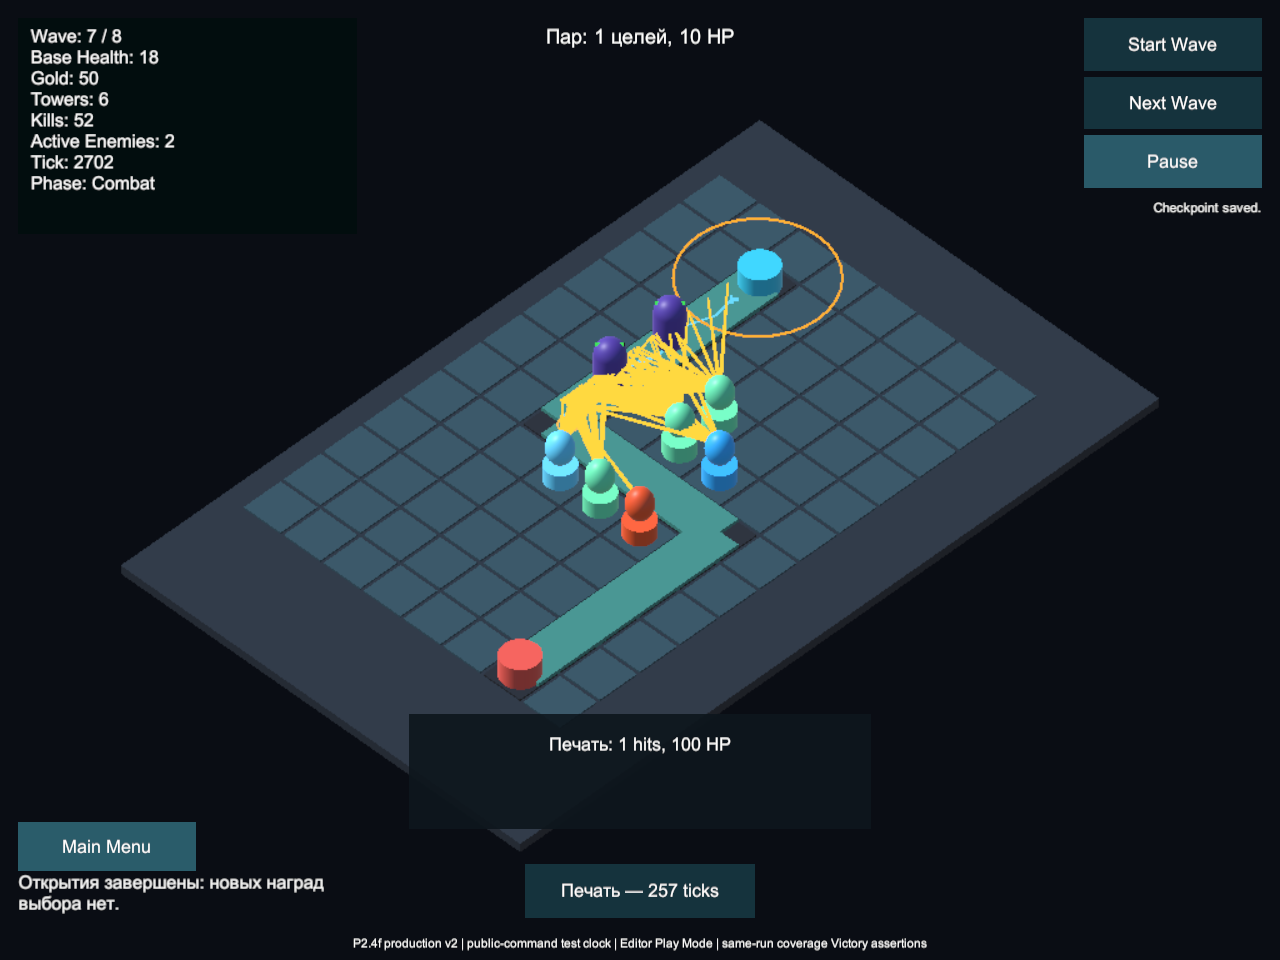 Wave: 7 / 8
Base Health: 18
Gold: 50
Towers: 6
Kills: 52
Active Enemies: 2
Tick: 2702
Phase: Combat
Пар: 1 целей, 10 HP
Start Wave
Next Wave
Pause
Checkpoint saved.
Печать: 1 hits, 100 HP
Main Menu
Открытия завершены: новых наград
выбора нет.
Печать — 257 ticks
P2.4f production v2 | public-command test clock | Editor Play Mode | same-run coverage Victory assertions